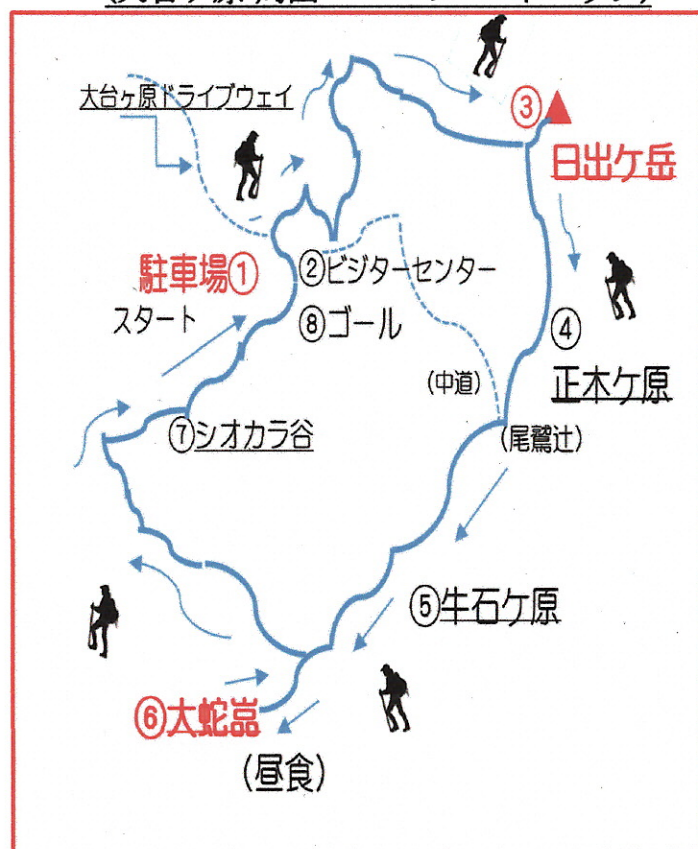 大台ヶ原ドライブウェイ
③
日出ケ岳
駐車場①
スタート
②ビジターセンター
⑧ゴール
④
正木ケ原
(中道)
(尾鷲辻)
⑦シオカラ谷
⑤牛石ケ原
⑥大蛇嵓
(昼食)